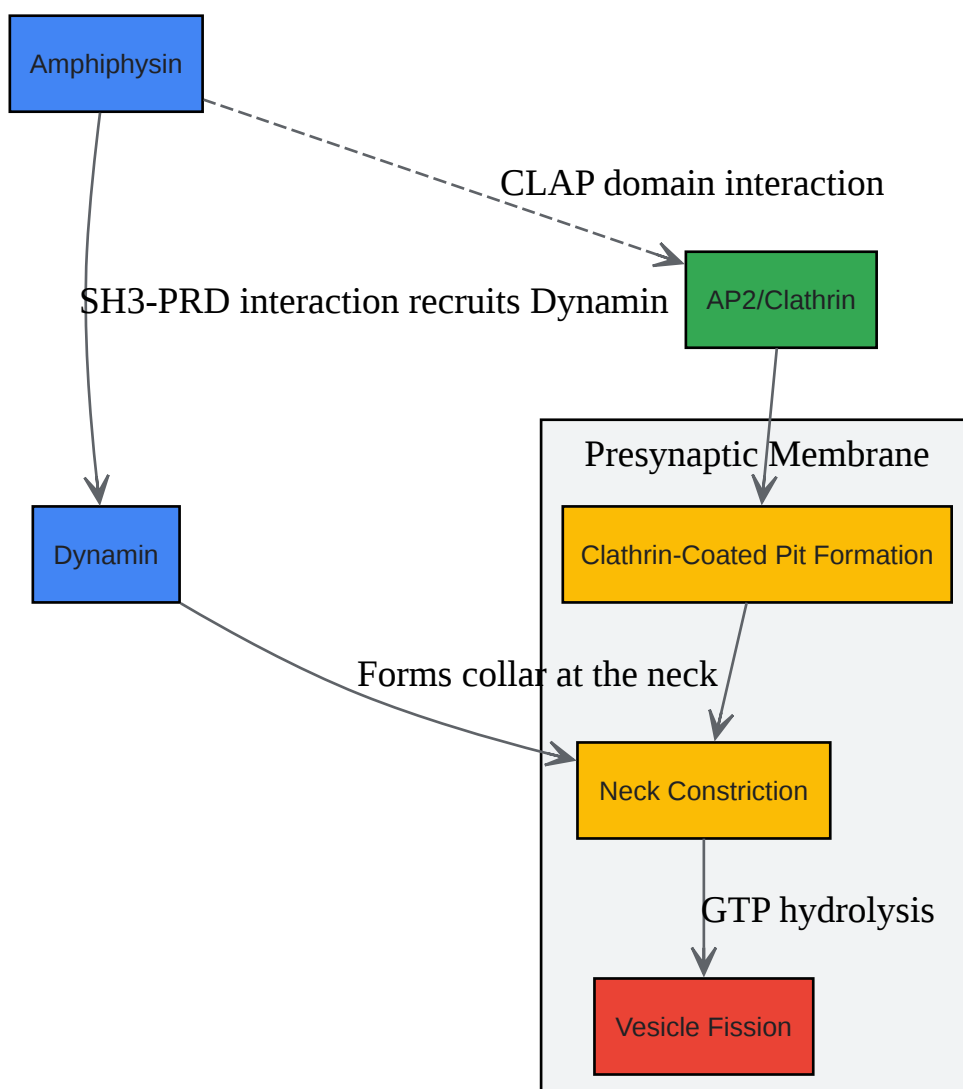 Amphiphysin
CLAP domain interaction
SH3-PRD interaction recruits Dynamin
AP2/Clathrin
Presynaptic Membrane
Dynamin
Clathrin-Coated Pit Formation
Forms collar at the neck
Neck Constriction
GTP hydrolysis
Vesicle Fission